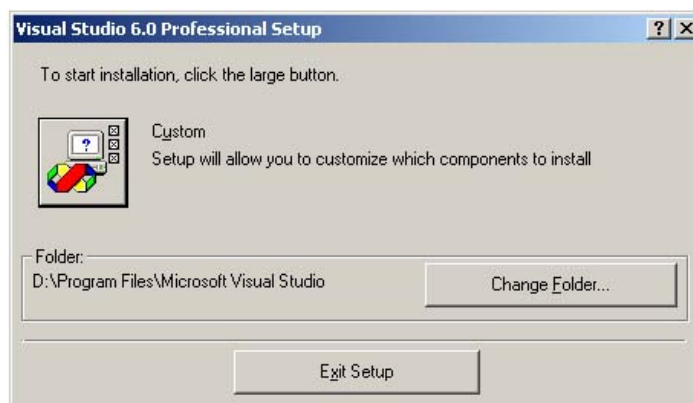 Visual Studio 6.0 Professional Setup
To start installation, click the large button.
Custom
Setup will allow you to customize which components to install
Folder:
D:\Program Files\Microsoft Visual Studio
Change Folder...
Exit Setup